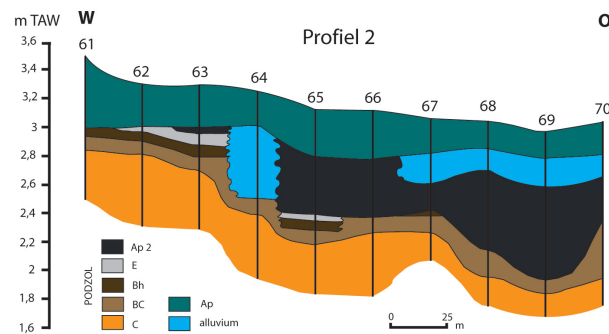 m TAW
W
Profiel 2
O
61
62
63
64
65
66
67
68
69
70
3,6
3,4
3,2
3
2,8
2,6
2,4
2,2
2
1,8
1,6
PODZOL
Ap 2
E
Bh
BC
C
Ap
alluvium
0 25
m